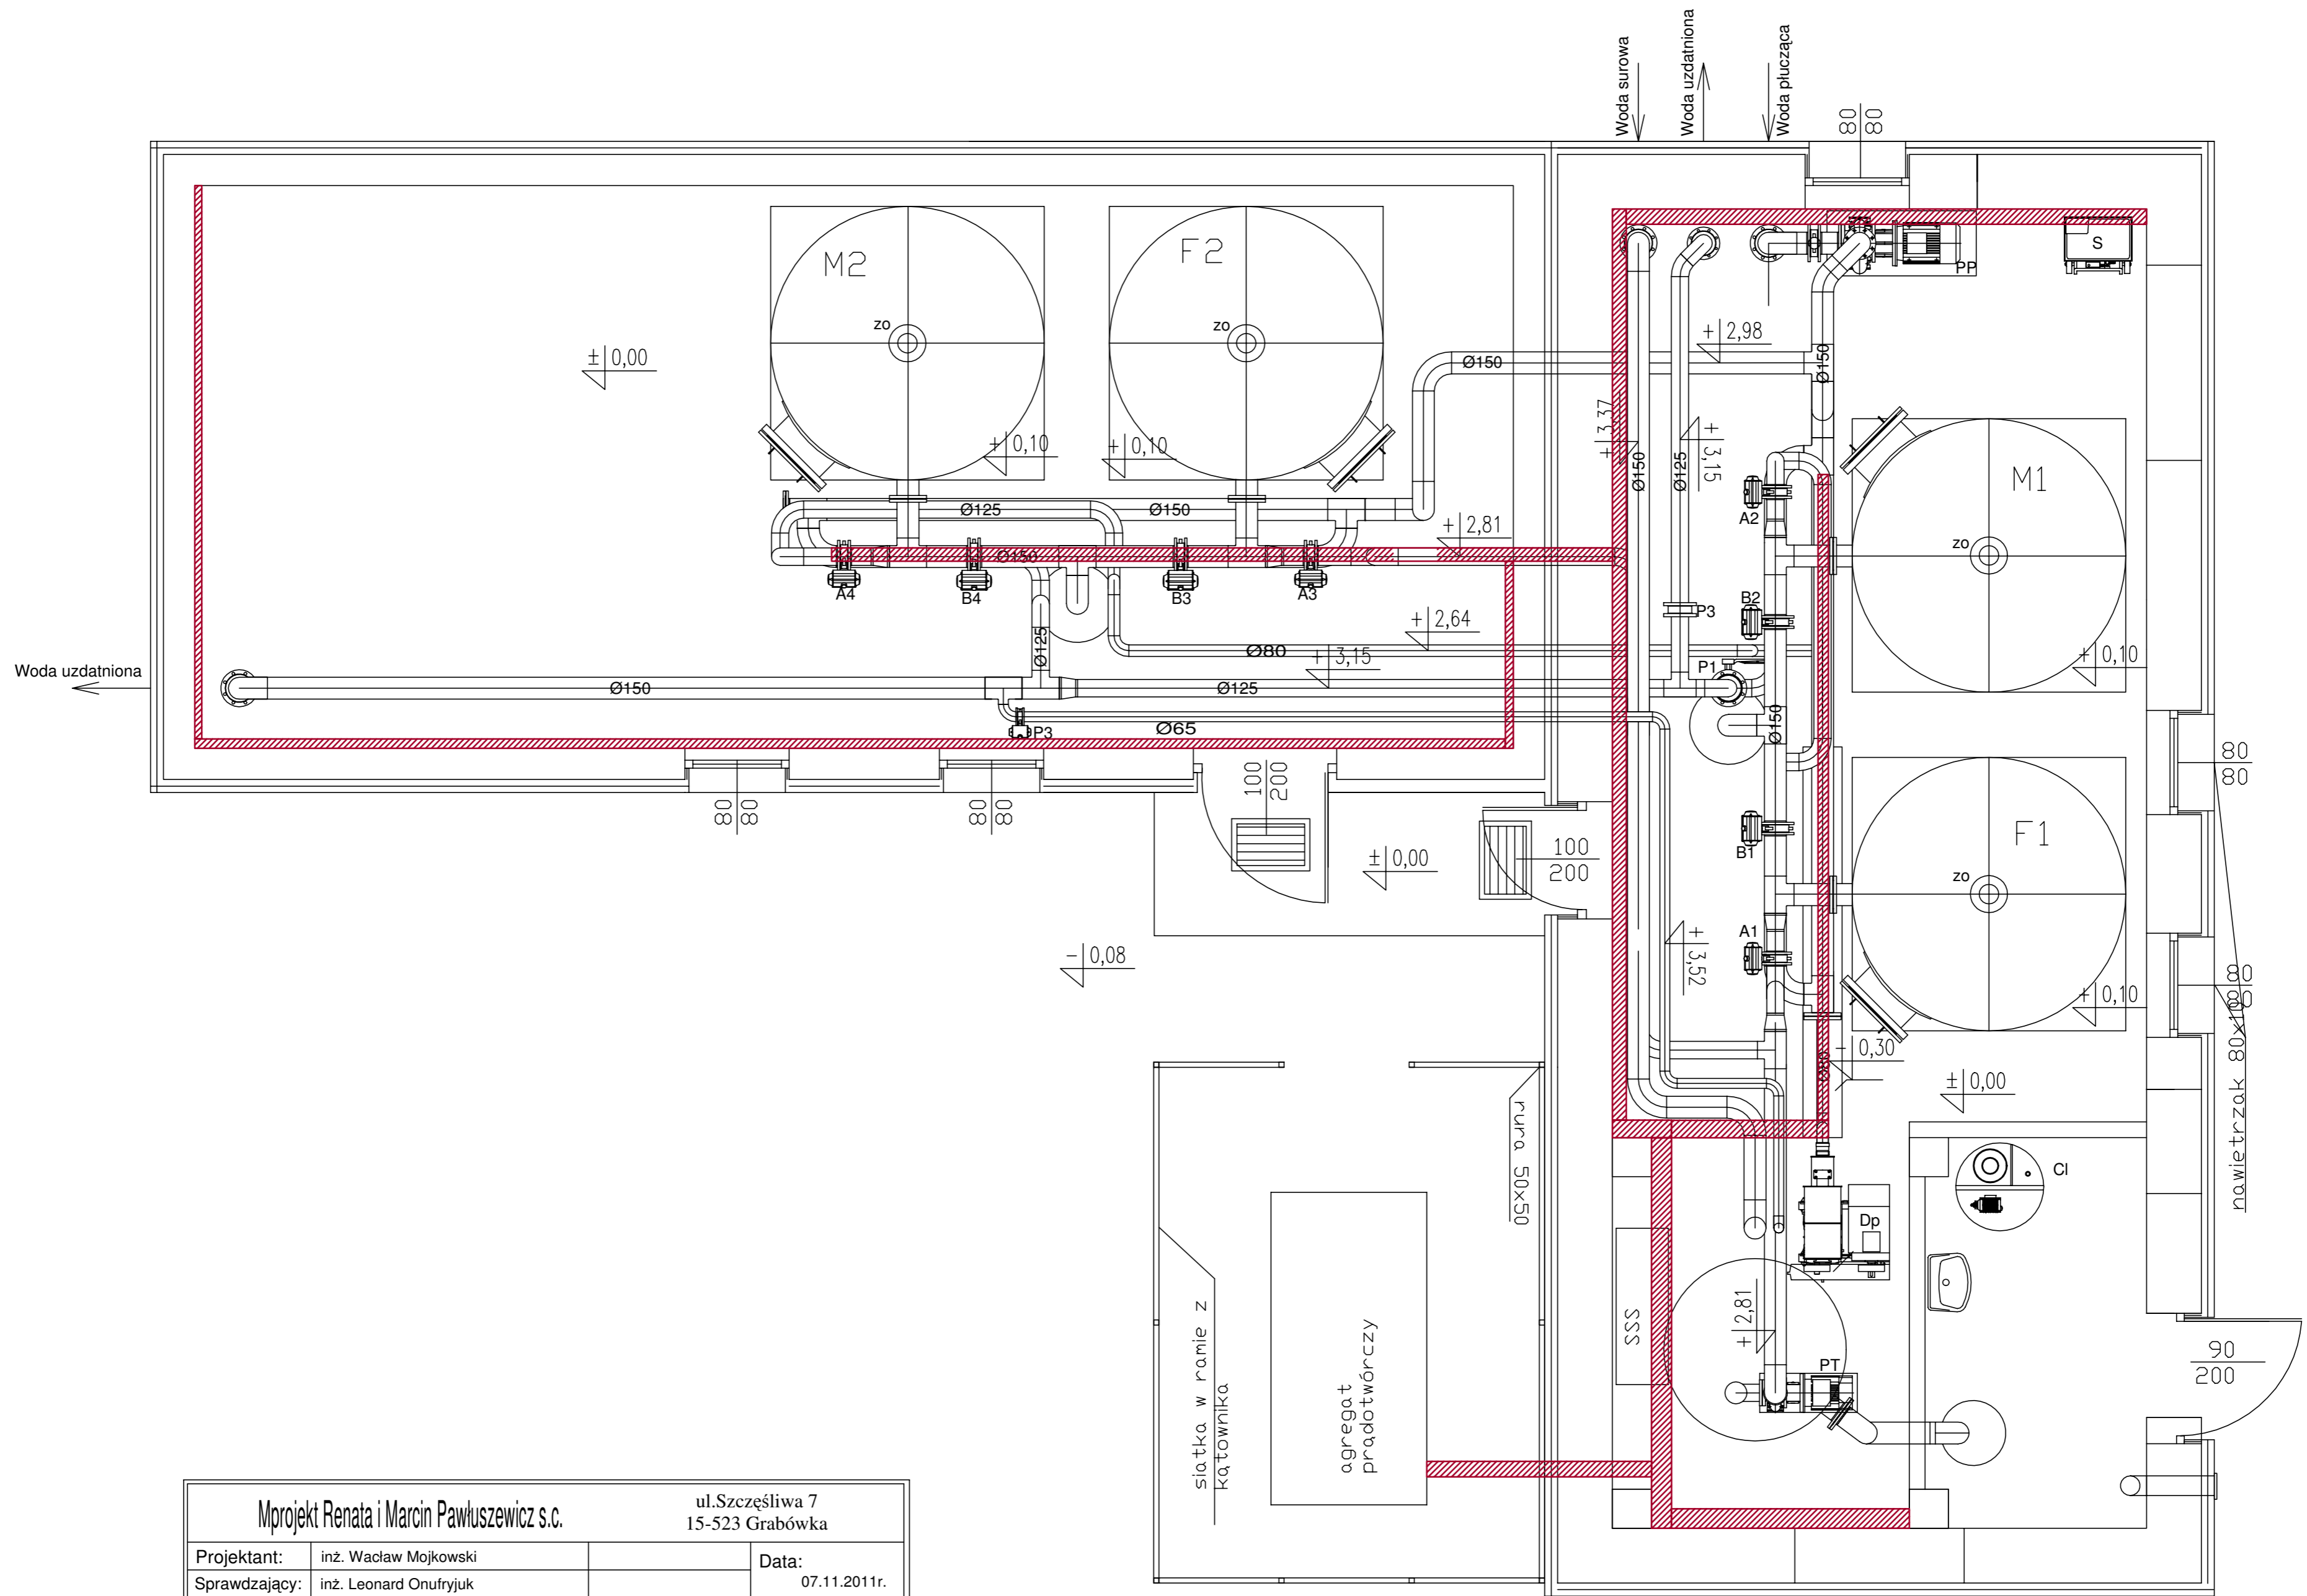 Woda surowa
Woda uzdatniona
Woda płucząca
80
80
M2
F2
zo
zo
± 0,00
+ 0,10
+ 0,10
Ø150
+ 2,98
Ø150
PP
S
+ 3,37
Ø150
Ø125
+ 3,15
A2
M1
zo
Ø125
Ø150
+ 2,81
Ø150
A4
B4
B3
A3
B2
P3
+ 2,64
Ø125
Ø80
+ 3,15
P1
+ 0,10
Woda uzdatniona
Ø150
Ø125
Ø150
P3
Ø65
80
80
80
80
100
200
80
80
± 0,00
100
200
B1
F1
zo
- 0,08
A1
+ 3,52
+ 0,10
80
80
nawietrzak 80x180
- 0,30
Ø80
± 0,00
rura 50x50
CI
Dp
siatka w ramie z
kątownika
agregat
prądotwórczy
SSS
+ 2,81
PT
90
200
Mprojekt Renata i Marcin Pawłuszewicz s.c.
ul.Szczęśliwa 7
15-523 Grabówka
Projektant:
inż. Wacław Mojkowski
Data:
07.11.2011r.
Sprawdzający:
inż. Leonard Onufryjuk